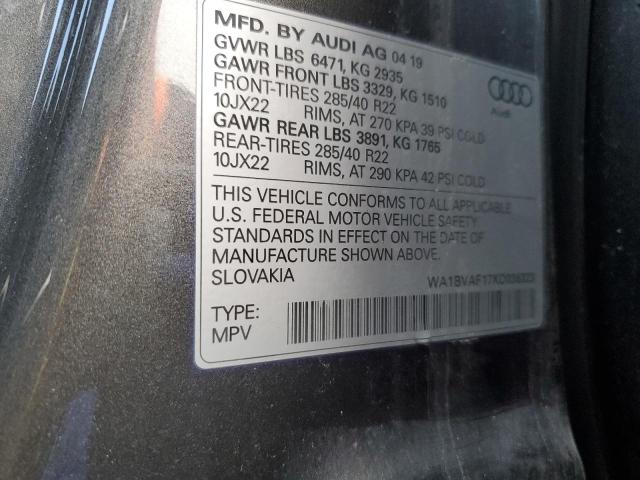 MFD. BY AUDI AG 04 19
GVWR LBS 6471, KG 2935
GAWR FRONT LBS 3329, KG 1510
FRONT-TIRES 285/40 R22
10JX22 RIMS, AT 270 KPA 39 PSI COLD
GAWR REAR LBS 3891, KG 1765
REAR-TIRES 285/40 R22
10JX22 RIMS, AT 290 KPA 42 PSI COLD
Audi
THIS VEHICLE CONFORMS TO ALL APPLICABLE
U.S. FEDERAL MOTOR VEHICLE SAFETY
STANDARDS IN EFFECT ON THE DATE OF
MANUFACTURE SHOWN ABOVE.
SLOVAKIA
TYPE:
MPV